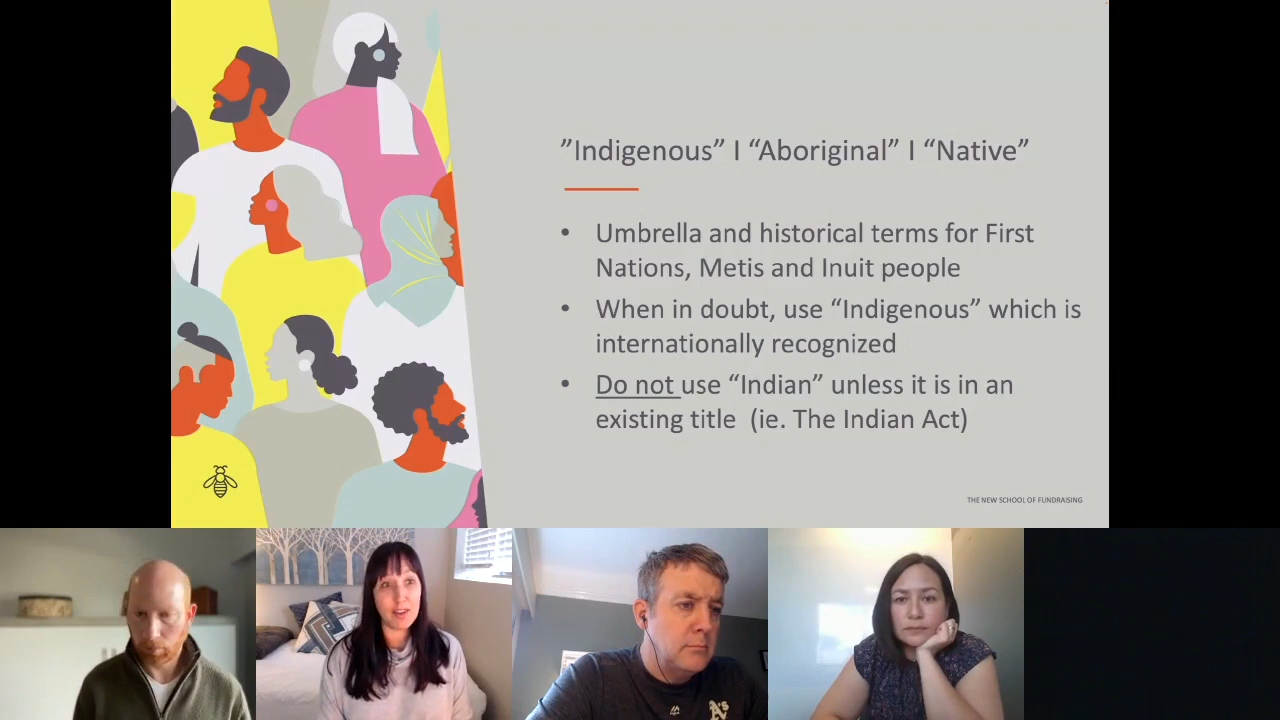 ”Indigenous” I “Aboriginal” I “Native”
• Umbrella and historical terms for First
Nations, Metis and Inuit people
• When in doubt, use “Indigenous” which is
internationally recognized
• Do not use “Indian” unless it is in an
existing title (ie. The Indian Act)
THE NEW SCHOOL OF FUNDRAISING
A's